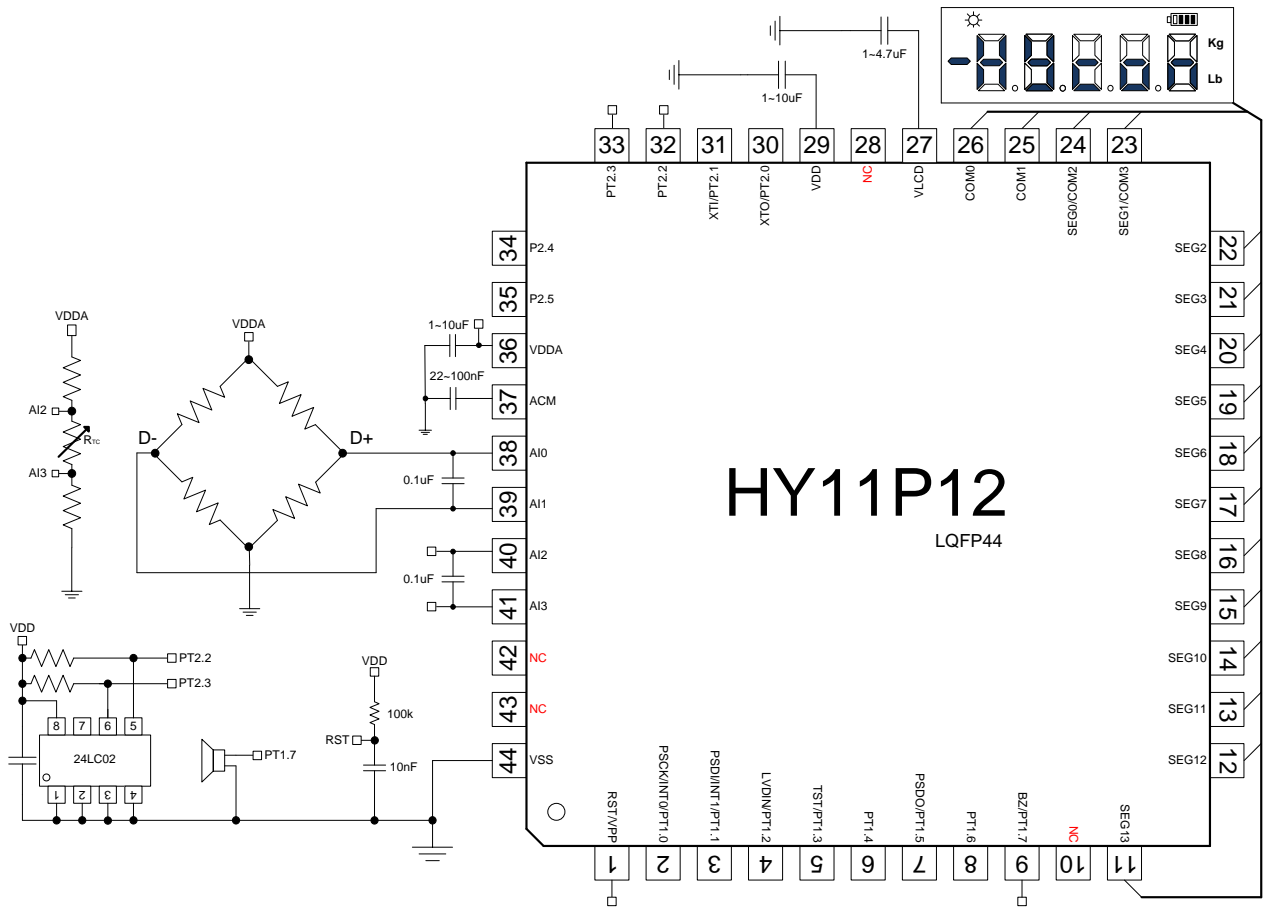 1~4.7uF
1~10uF
Kg
Lb
33
32
31
30
29
28
27
26
25
24
23
PT2.3
PT2.2
XTI/PT2.1
XTO/PT2.0
VDD
NC
VLCD
COM0
COM1
SEG0/COM2
SEG1/COM3
34
P2.4
35
P2.5
36
VDDA
37
ACM
38
AI0
39
AI1
40
AI2
41
AI3
42
NC
43
NC
44
VSS
1~10uF
22~100nF
0.1uF
0.1uF
VDDA
AI2
RTC
AI3
VDDA
D-
D+
HY11P12
LQFP44
SEG2
22
SEG3
21
SEG4
20
SEG5
19
SEG6
18
SEG7
17
SEG8
16
SEG9
15
SEG10
14
SEG11
13
SEG12
12
VDD
PT2.2
PT2.3
8
7
6
5
24LC02
1
2
3
4
PT1.7
VDD
100k
RST
10nF
RST/VPP
PSCK/INT0/PT1.0
PSDI/INT1/PT1.1
LVDIN/PT1.2
TST/PT1.3
PT1.4
PSDO/PT1.5
PT1.6
BZ/PT1.7
NC
SEG13
1
2
3
4
5
6
7
8
9
10
11